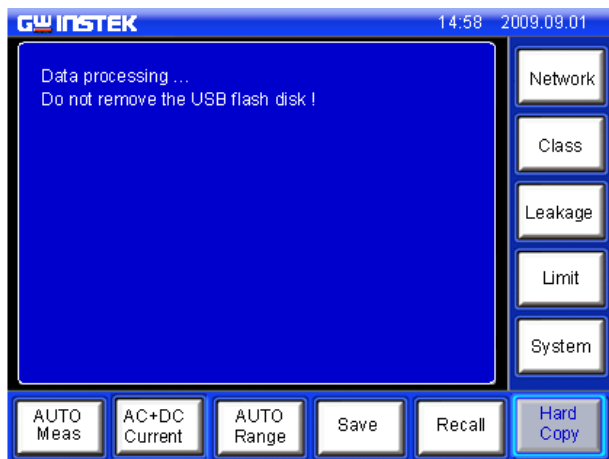 GW INSTEK 14:58 2009.09.01
Data processing ...
Do not remove the USB flash disk !
Network
Class
Leakage
Limit
System
AUTO
Meas
AC+DC
Current
AUTO
Range
Save
Recall
Hard
Copy